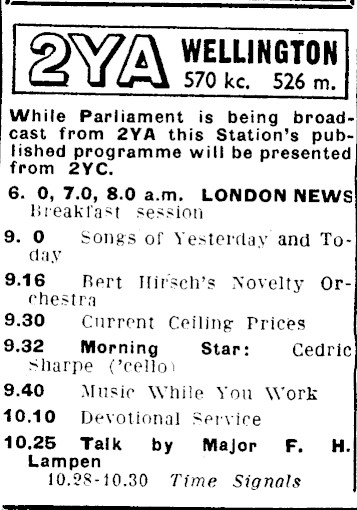 2YA WELLINGTON
570 kc. 526 m.
While Parliament is being broad-
cast from 2YA this Station's pub-
lished programme will be presented
from 2YC.
6. 0, 7.0, 8.0 a.m. LONDON NEWS
Breakfast session
9. 0 Songs of Yesterday and To-
day
9.16 Bert Hirsch's Novelty Or-
chestra
9.30 Current Ceiling Prices
9.32 Morning Star: Cedric
Sharpe ('cello)
9.40 Music While You Work
10.10 Devotional Service
10.25 Talk by Major F. H.
Lampen
10.28-10.30 Time Signals